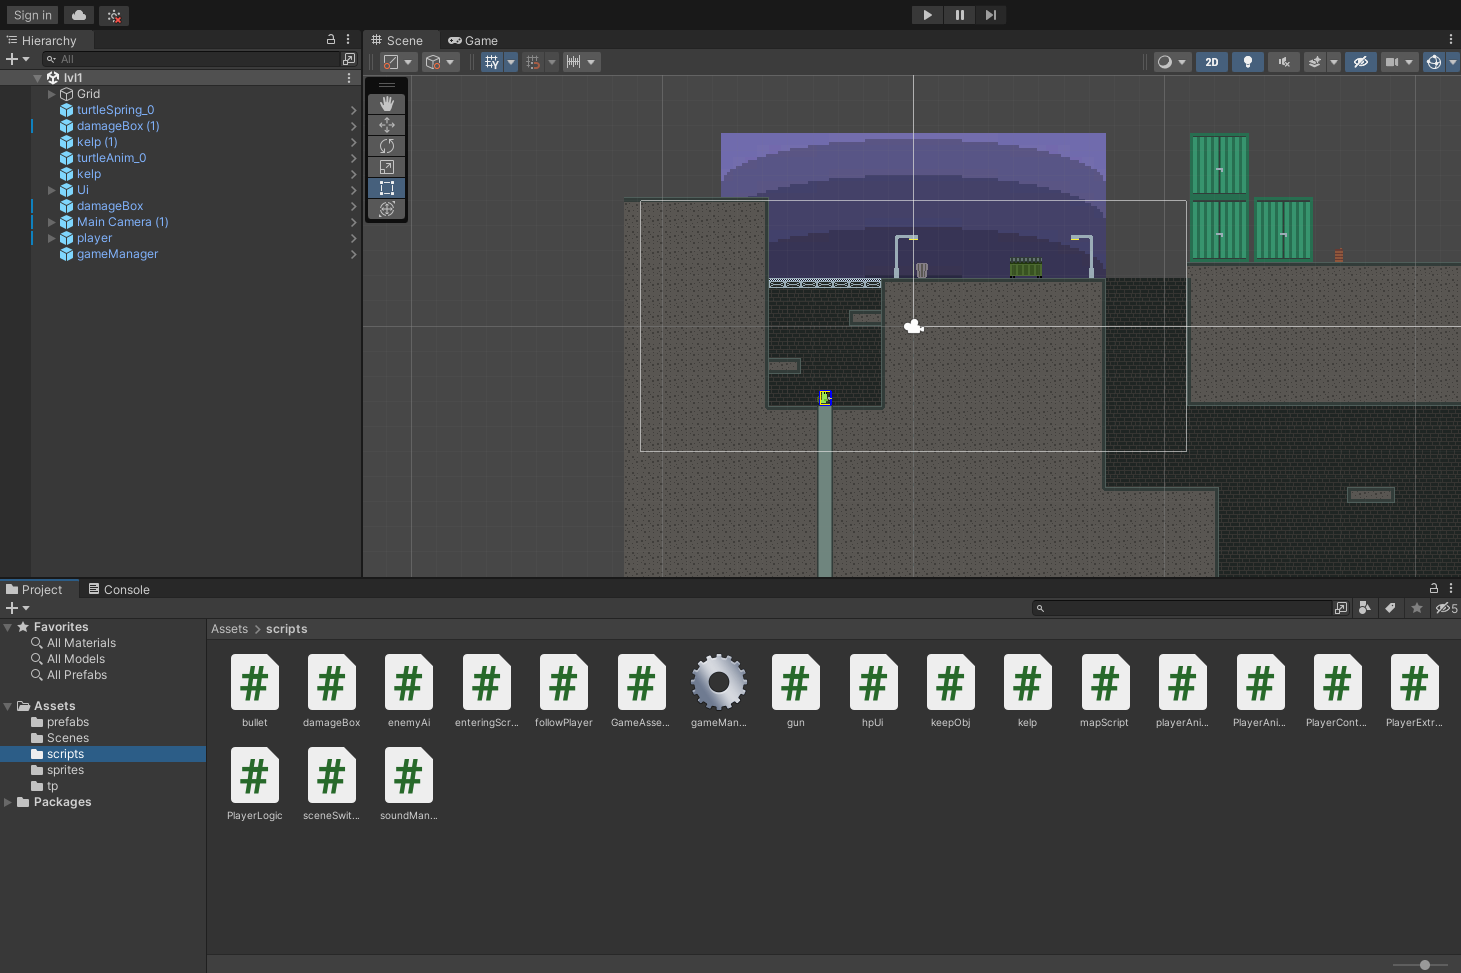 Sign in
Hierarchy
All
lvl1
Grid
turtleSpring_0
damageBox (1)
kelp (1)
turtleAnim_0
kelp
Ui
damageBox
Main Camera (1)
player
gameManager
Scene
Game
2D
Project
Console
5
Favorites
All Materials
All Models
All Prefabs
Assets
prefabs
Scenes
scripts
sprites
tp
Packages
Assets > scripts
bullet
damageBox
enemyAi
enteringScr...
followPlayer
GameAsse...
gameMan...
gun
hpUi
keepObj
kelp
mapScript
playerAni...
PlayerAni...
PlayerCont...
PlayerExtr...
PlayerLogic
sceneSwit...
soundMan...